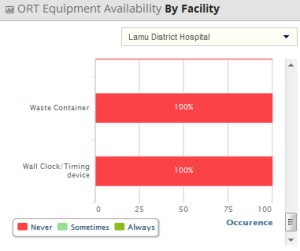 ORT Equipment Availability By Facility
Lamu District Hospital
Waste Container
100%
Wall Clock/Timing
device
100%
0 25 50 75 100
Occurence
Never Sometimes Always